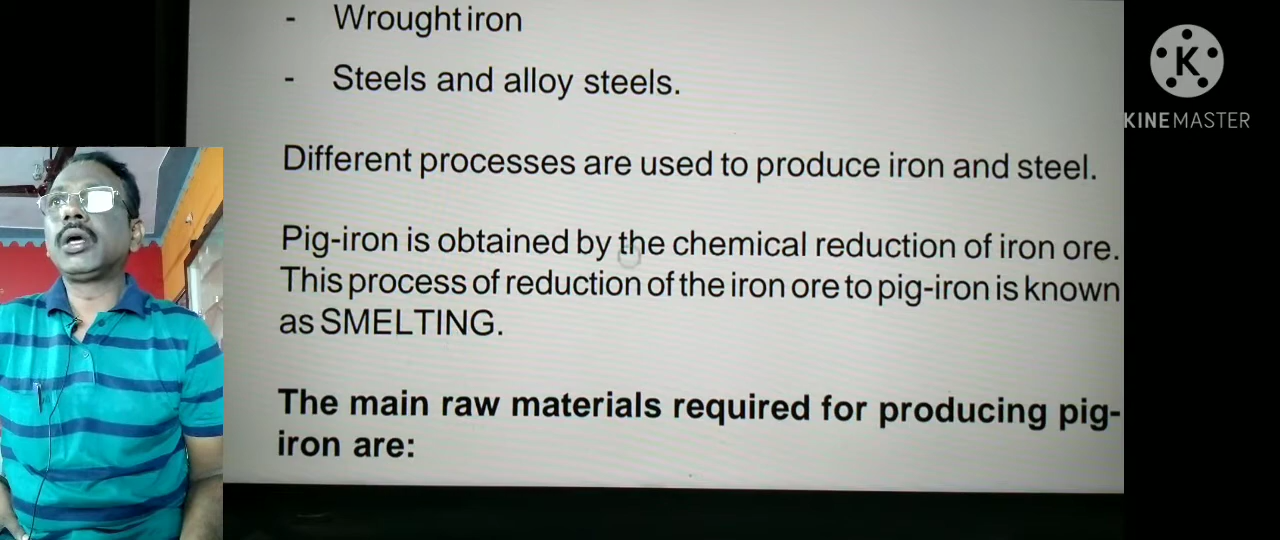 - Wrought iron
- Steels and alloy steels.
Different processes are used to produce iron and steel.
Pig-iron is obtained by the chemical reduction of iron ore.
This process of reduction of the iron ore to pig-iron is known
as SMELTING.
The main raw materials required for producing pig-
iron are:
K
KINEMASTER